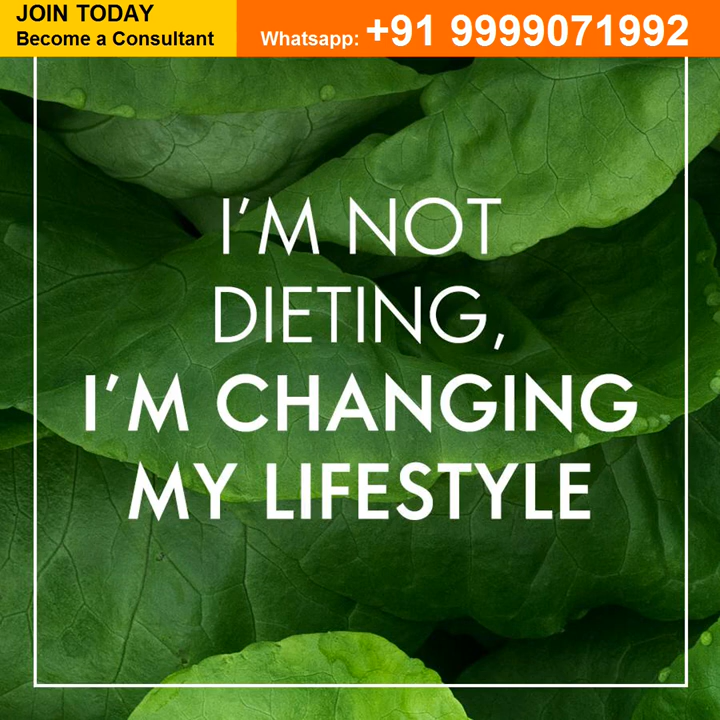 JOIN TODAY
Become a Consultant
Whatsapp: +91 9999071992
I'M NOT
DIETING,
I'M CHANGING
MY LIFESTYLE